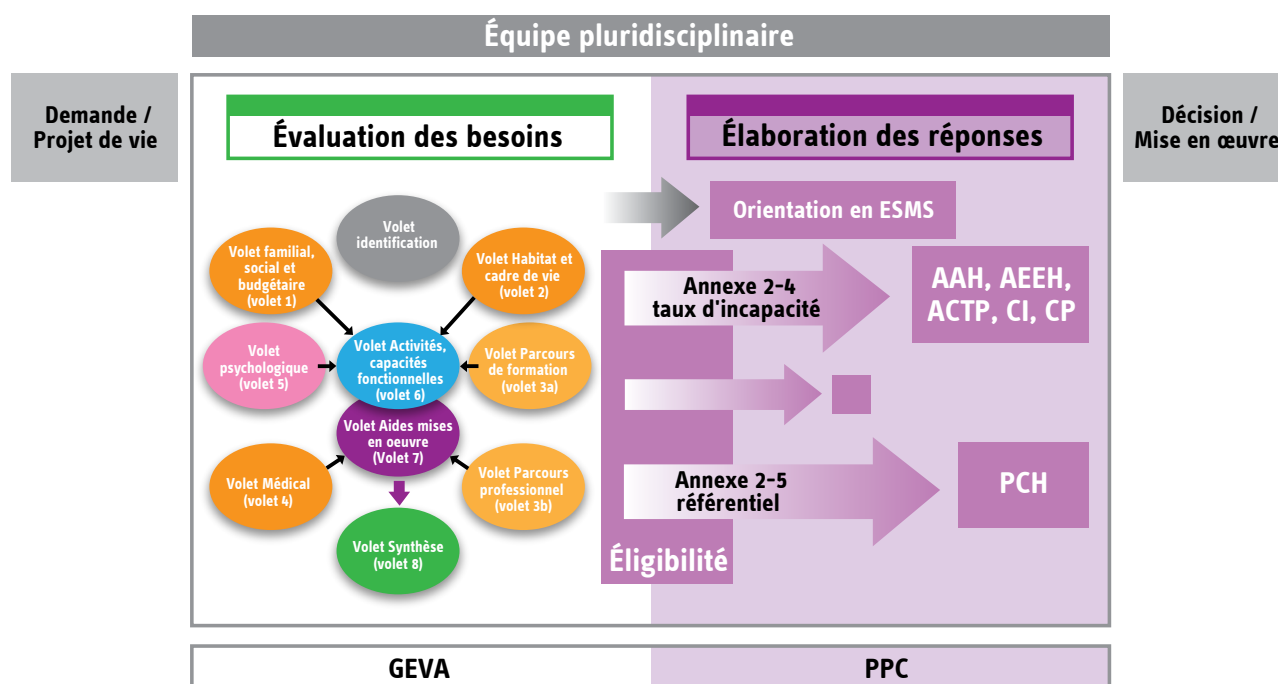 Équipe pluridisciplinaire
Demande /
Projet de vie
Évaluation des besoins
Élaboration des réponses
Décision /
Mise en œuvre
Volet
identification
Volet familial,
social et
budgétaire
(volet 1)
Volet Habitat et
cadre de vie
(volet 2)
Volet
psychologique
(volet 5)
Volet Activités,
capacités
fonctionnelles
(volet 6)
Volet Parcours
de formation
(volet 3a)
Volet Aides mises
en oeuvre
(Volet 7)
Volet Médical
(volet 4)
Volet Parcours
professionnel
(volet 3b)
Volet Synthèse
(volet 8)
Orientation en ESMS
Annexe 2-4
taux d'incapacité
AAH, AEEH,
ACTP, CI, CP
Annexe 2-5
référentiel
PCH
Éligibilité
GEVA
PPC